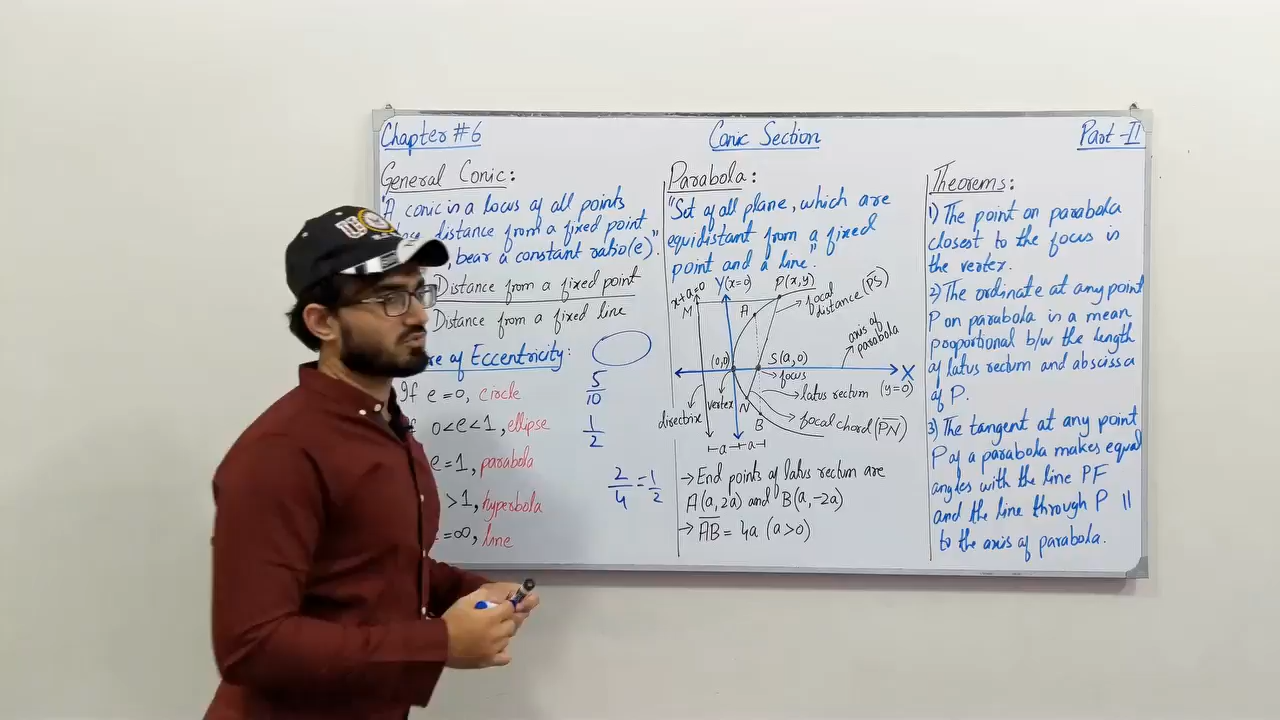 Chapter #6
Conic Section
Part-II
General Conic:
"A conic is a locus of all points
distance from a fixed point
, bear a constant ratio(e)."
Distance from a fixed point
Distance from a fixed line
of Eccentricity:
If e=0, circle
0<e<1, ellipse
e=1, parabola
>1, hyperbola
=∞, line
5/10
1/2
2/4=1/2
Parabola:
"Set of all plane, which are
equidistant from a fixed
point and a line."
x+a=0
Y(x=0)
P(x,y)
M
A
focal
distance (PS)
axis of
parabola
(0,0)
S(a,0)
X
focus
(y=0)
latus rectum
directrix
vertex
N
B
focal chord (PN)
a
a
→ End points of latus rectum are
A(a,2a) and B(a,-2a)
→ AB=4a (a>0)
Theorems:
1) The point on parabola
closest to the focus is
the vertex.
2) The ordinate at any point
P on parabola is a mean
proportional b/w the length
of latus rectum and abscissa
of P.
3) The tangent at any point
P of a parabola makes equal
angles with the line PF
and the line through P ||
to the axis of parabola.